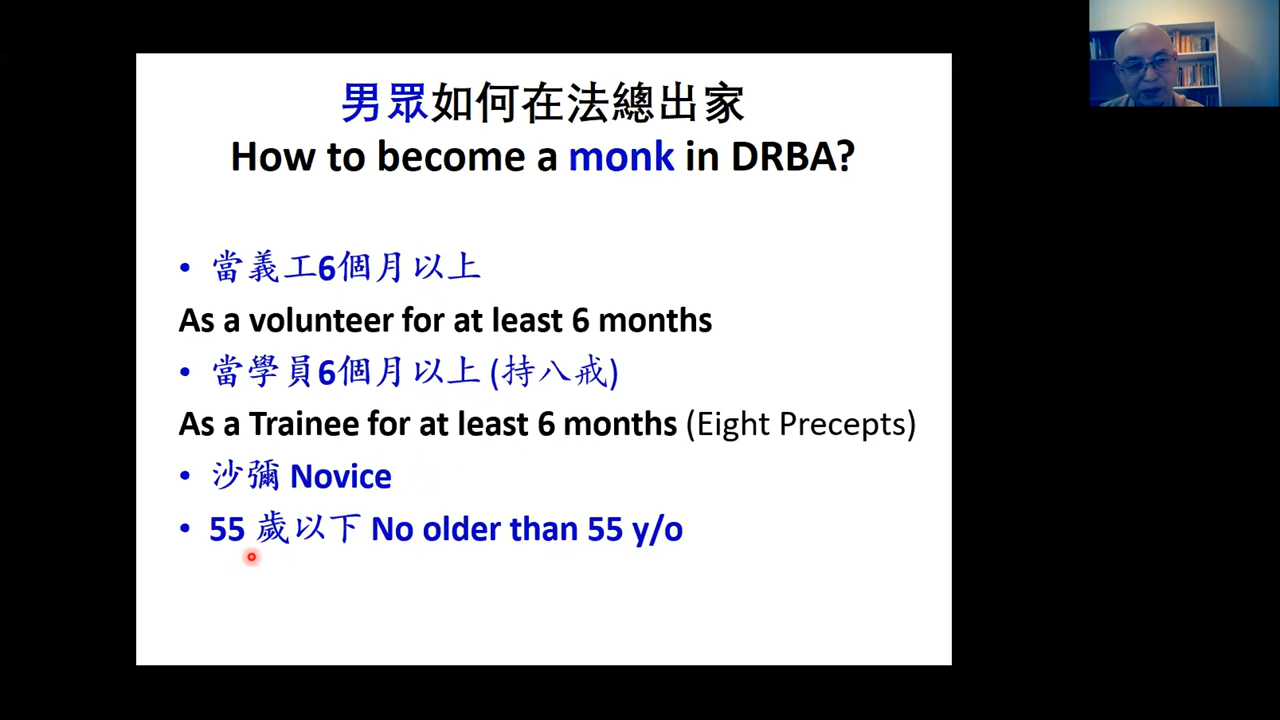 男眾如何在法總出家
How to become a monk in DRBA?
• 當義工6個月以上
As a volunteer for at least 6 months
• 當學員6個月以上 (持八戒)
As a Trainee for at least 6 months (Eight Precepts)
• 沙彌 Novice
• 55 歲以下 No older than 55 y/o